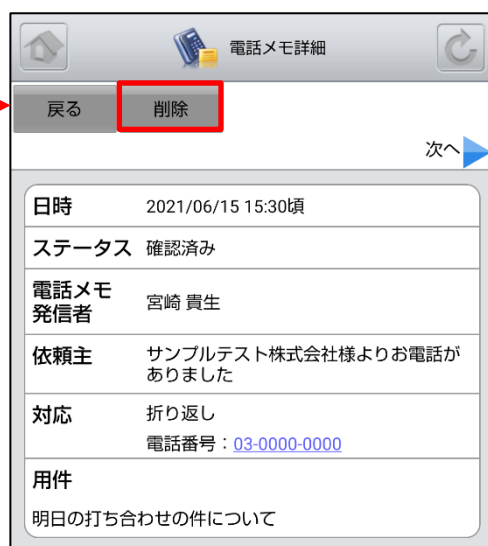 電話メモ詳細
戻る 削除
次へ
日時 2021/06/15 15:30頃
ステータス 確認済み
電話メモ
発信者 宮崎 貴生
依頼主 サンプルテスト株式会社様よりお電話が
ありました
対応 折り返し
電話番号：03-0000-0000
用件
明日の打ち合わせの件について